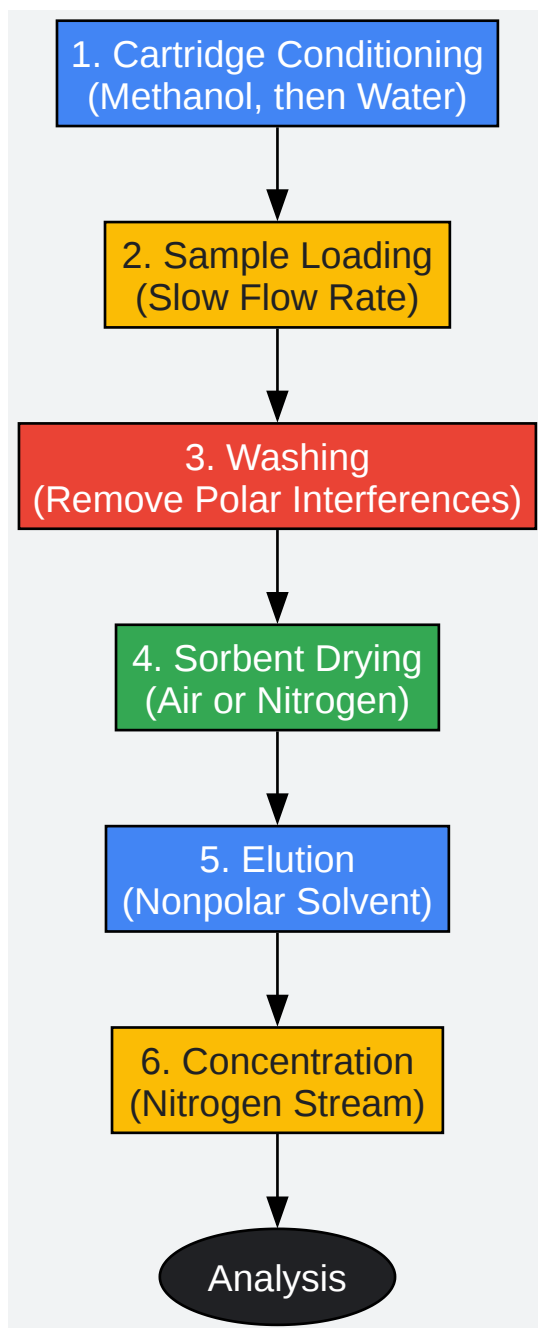 1. Cartridge Conditioning
(Methanol, then Water)
2. Sample Loading
(Slow Flow Rate)
3. Washing
(Remove Polar Interferences)
4. Sorbent Drying
(Air or Nitrogen)
5. Elution
(Nonpolar Solvent)
6. Concentration
(Nitrogen Stream)
Analysis